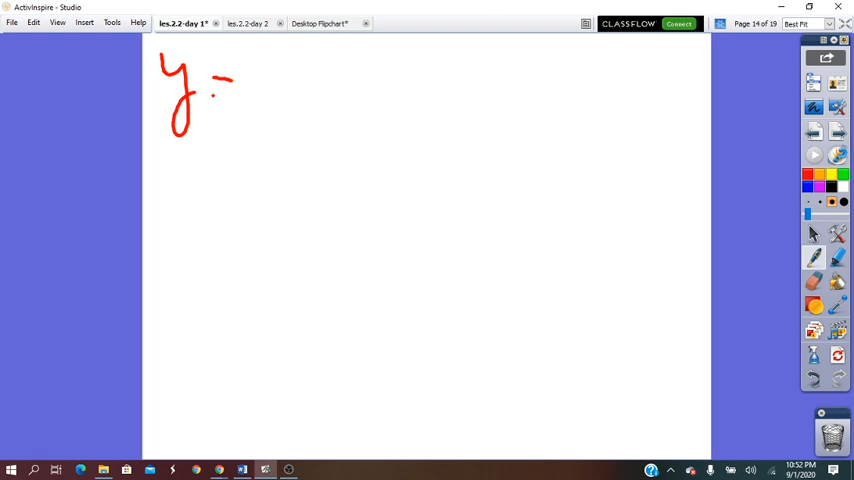 ActivInspire - Studio
File Edit View Insert Tools Help
les.2.2-day 1*
les.2.2-day 2
Desktop Flipchart*
CLASSFLOW Connect
Page 14 of 19
Best Fit
y =
10:52 PM
9/1/2020